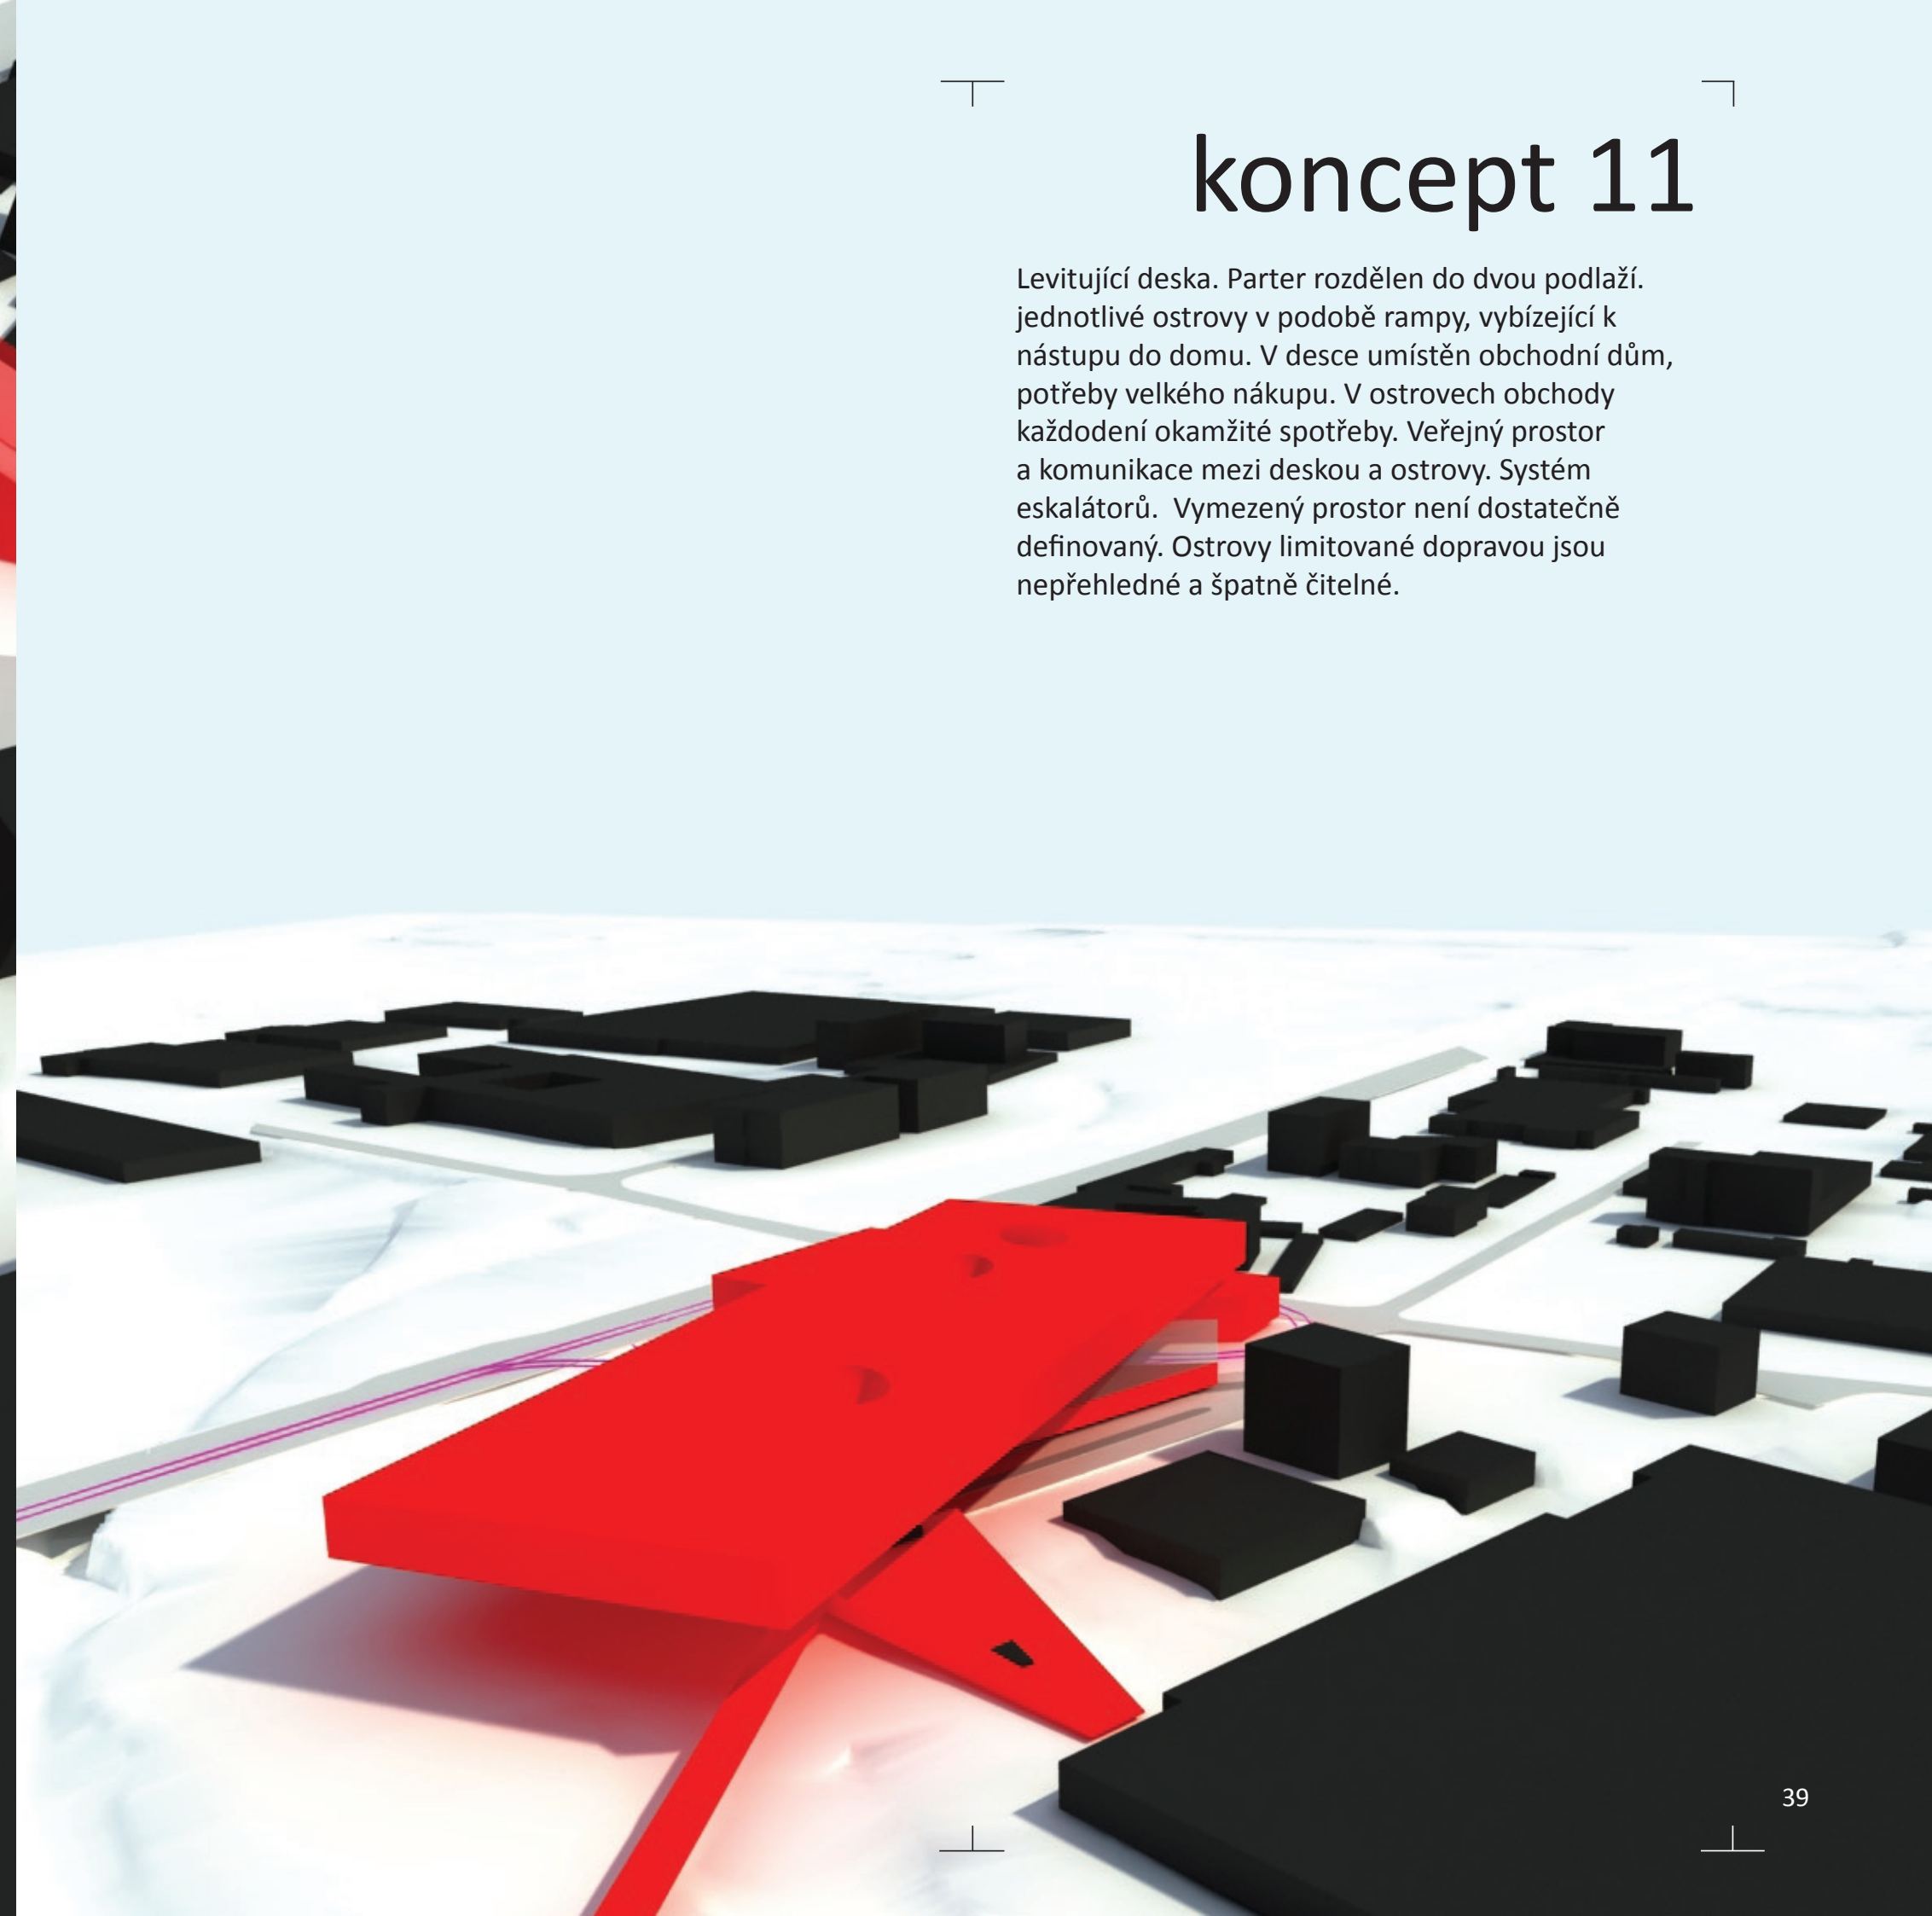 koncept 11
Levitující deska. Parter rozdělen do dvou podlaží.
jednotlivé ostrovy v podobě rampy, vybízející k
nástupu do domu. V desce umístěn obchodní dům,
potřeby velkého nákupu. V ostrovech obchody
každodení okamžité spotřeby. Veřejný prostor
a komunikace mezi deskou a ostrovy. Systém
eskalátorů.  Vymezený prostor není dostatečně
definovaný. Ostrovy limitované dopravou jsou
nepřehledné a špatně čitelné.
39